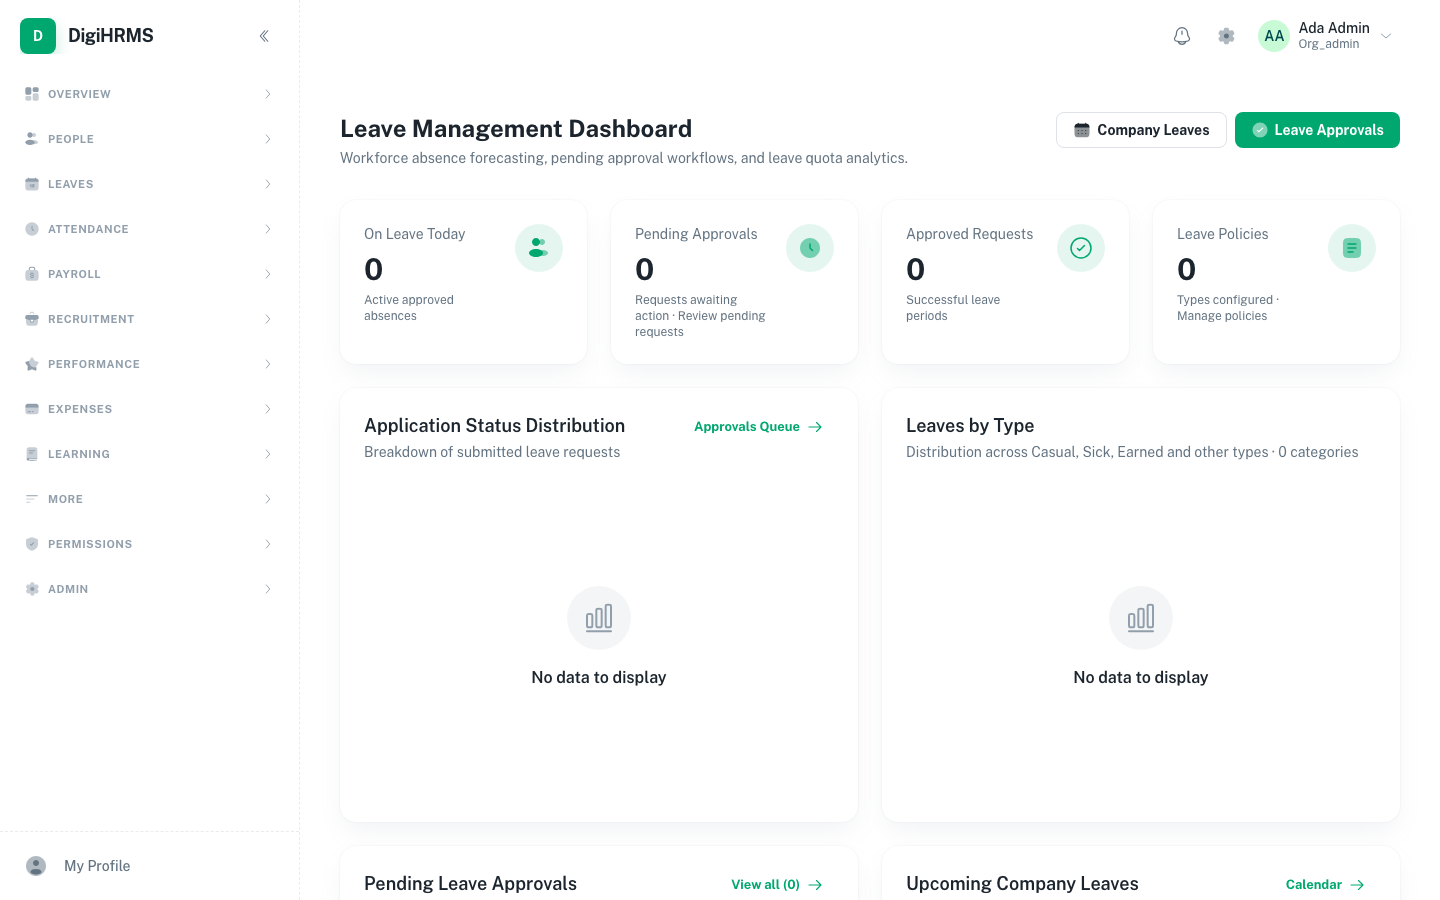 D
DigiHRMS
OVERVIEW
PEOPLE
LEAVES
ATTENDANCE
PAYROLL
RECRUITMENT
PERFORMANCE
EXPENSES
LEARNING
MORE
PERMISSIONS
ADMIN
My Profile
AA
Ada Admin
Org_admin
Leave Management Dashboard
Workforce absence forecasting, pending approval workflows, and leave quota analytics.
Company Leaves
Leave Approvals
On Leave Today
0
Active approved
absences
Pending Approvals
0
Requests awaiting
action · Review pending
requests
Approved Requests
0
Successful leave
periods
Leave Policies
0
Types configured ·
Manage policies
Application Status Distribution
Approvals Queue
Breakdown of submitted leave requests
No data to display
Leaves by Type
Distribution across Casual, Sick, Earned and other types · 0 categories
No data to display
Pending Leave Approvals
View all (0)
Upcoming Company Leaves
Calendar